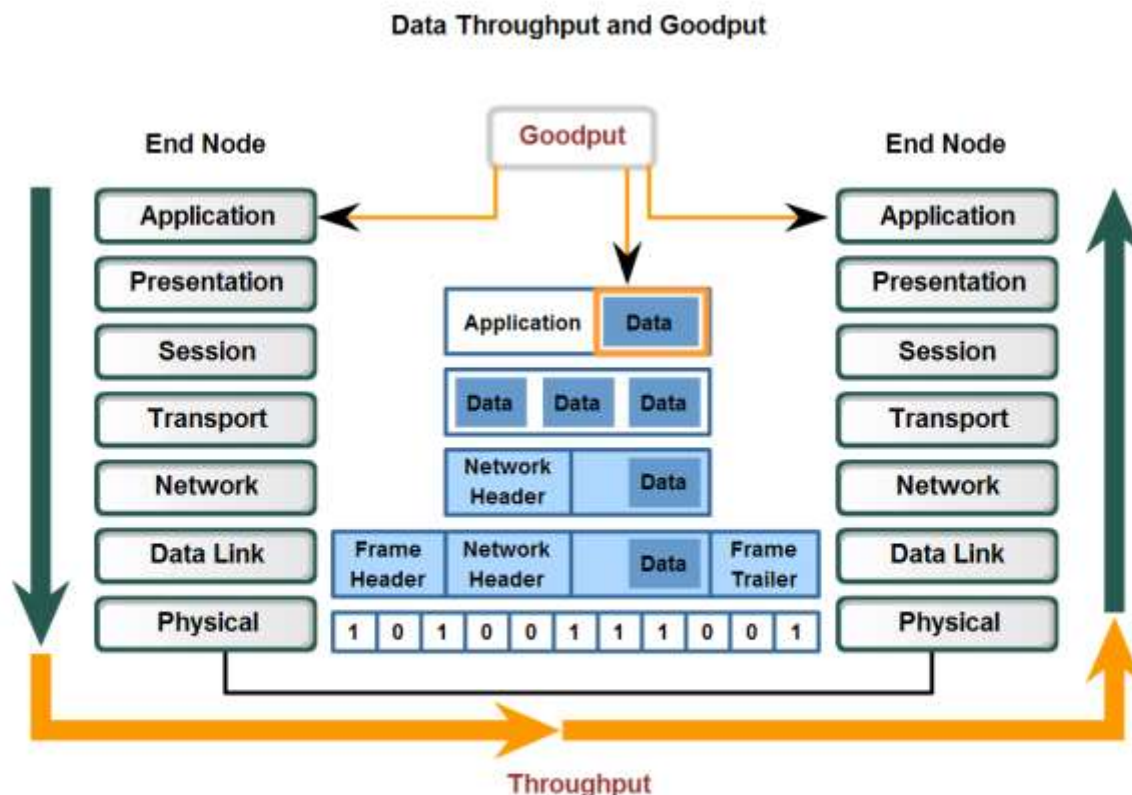 Data Throughput and Goodput
Goodput
End Node
End Node
Application
Application
Presentation
Presentation
Application
Data
Session
Session
Data
Data
Data
Transport
Transport
Network
Header
Data
Network
Network
Frame
Header
Network
Header
Data
Frame
Trailer
Data Link
Data Link
Physical
1 0 1 0 0 1 1 1 0 0 1
Physical
Throughput